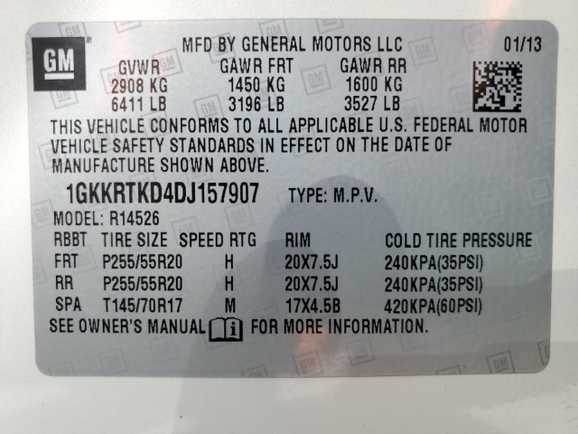 GM MFD BY GENERAL MOTORS LLC 01/13
GVWR GAWR FRT GAWR RR
2908 KG 1450 KG 1600 KG
6411 LB 3196 LB 3527 LB
THIS VEHICLE CONFORMS TO ALL APPLICABLE U.S. FEDERAL MOTOR
VEHICLE SAFETY STANDARDS IN EFFECT ON THE DATE OF
MANUFACTURE SHOWN ABOVE.
1GKKRTKD4DJ157907 TYPE: M.P.V.
MODEL: R14526
RBBT TIRE SIZE SPEED RTG RIM COLD TIRE PRESSURE
FRT P255/55R20 H 20X7.5J 240KPA(35PSI)
RR P255/55R20 H 20X7.5J 240KPA(35PSI)
SPA T145/70R17 M 17X4.5B 420KPA(60PSI)
SEE OWNER'S MANUAL i FOR MORE INFORMATION.